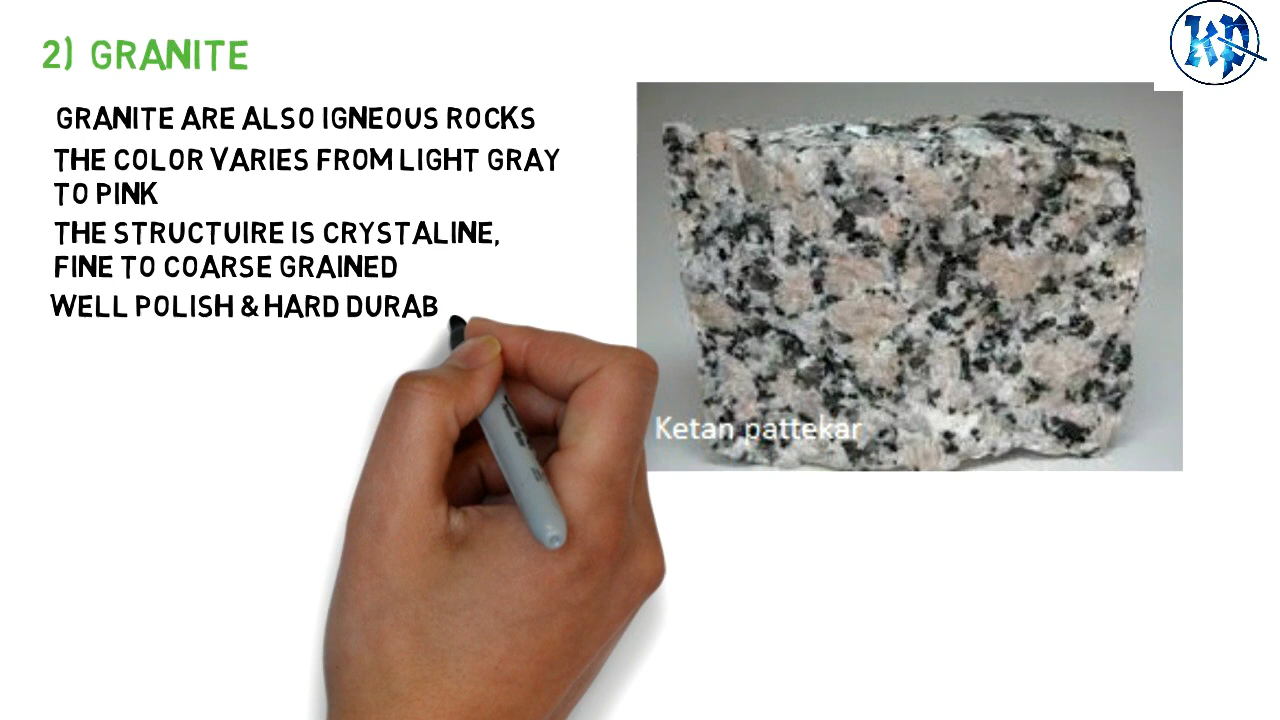 2) GRANITE
GRANITE ARE ALSO IGNEOUS ROCKS
THE COLOR VARIES FROM LIGHT GRAY
TO PINK
THE STRUCTUIRE IS CRYSTALINE,
FINE TO COARSE GRAINED
WELL POLISH & HARD DURAB
Ketan pattekar
KP